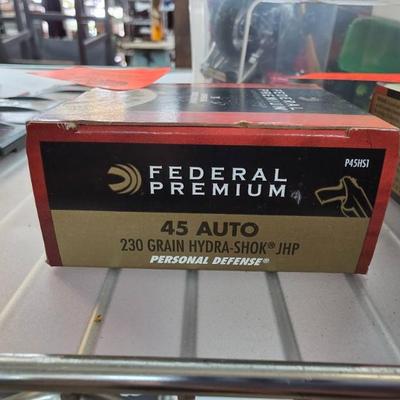 P45HS1
FEDERAL
PREMIUM
45 AUTO
230 GRAIN HYDRA-SHOK® JHP
PERSONAL DEFENSE®